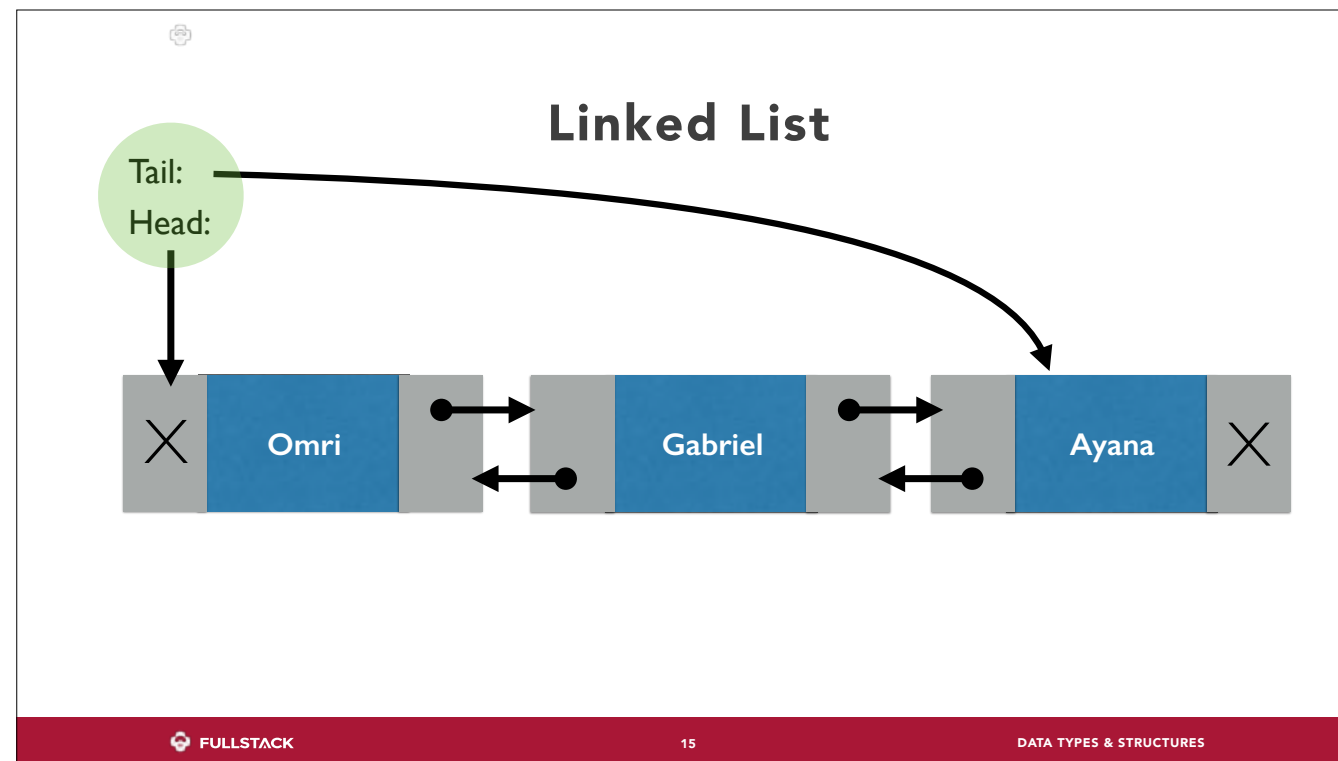 Linked List
Tail:
Head:
Omri
Gabriel
Ayana
FULLSTACK
15
DATA TYPES & STRUCTURES